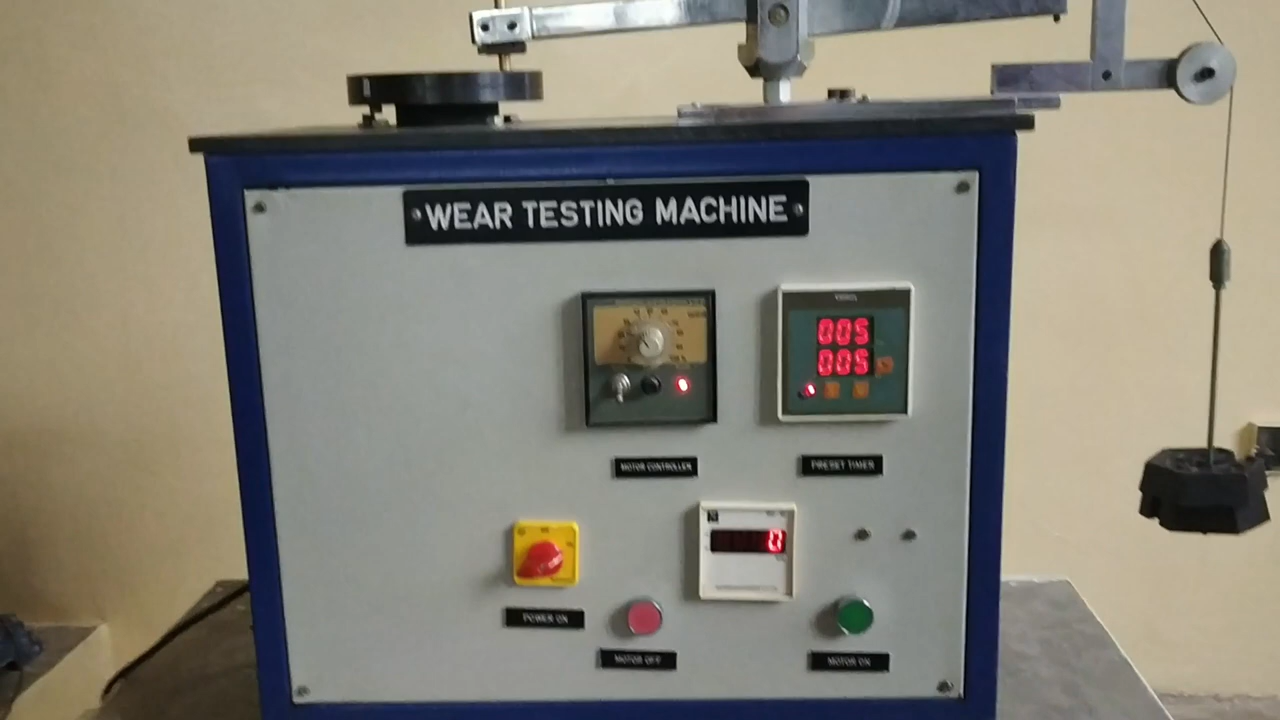 WEAR TESTING MACHINE
005
005
MOTOR CONTROLLER
PRESET TIMER
0
POWER ON
MOTOR OFF
MOTOR ON